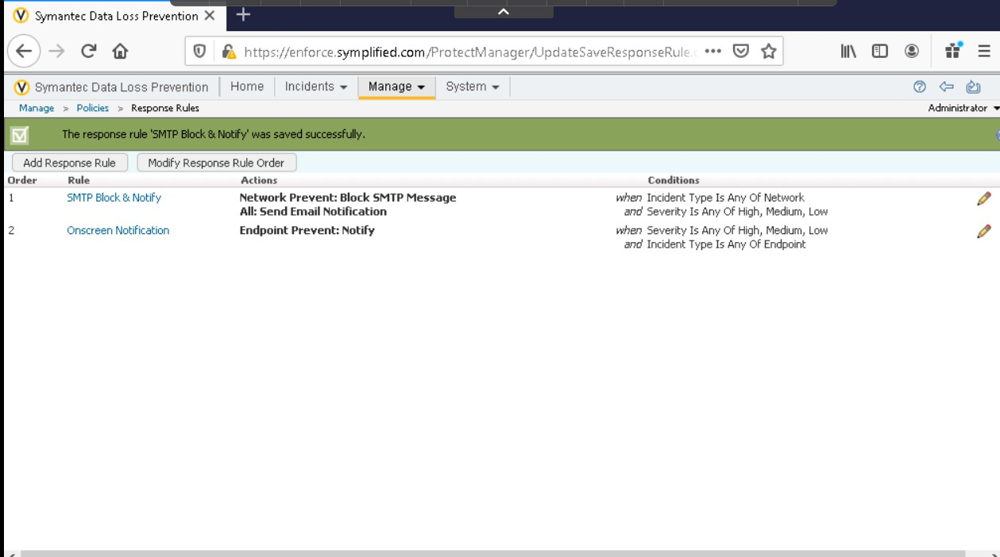 Symantec Data Loss Prevention
https://enforce.symplified.com/ProtectManager/UpdateSaveResponseRule.
Symantec Data Loss Prevention Home Incidents Manage System
Manage > Policies > Response Rules Administrator
The response rule 'SMTP Block & Notify' was saved successfully.
Add Response Rule Modify Response Rule Order
Order Rule Actions Conditions
1 SMTP Block & Notify Network Prevent: Block SMTP Message when Incident Type Is Any Of Network
All: Send Email Notification and Severity Is Any Of High, Medium, Low
2 Onscreen Notification Endpoint Prevent: Notify when Severity Is Any Of High, Medium, Low
and Incident Type Is Any Of Endpoint